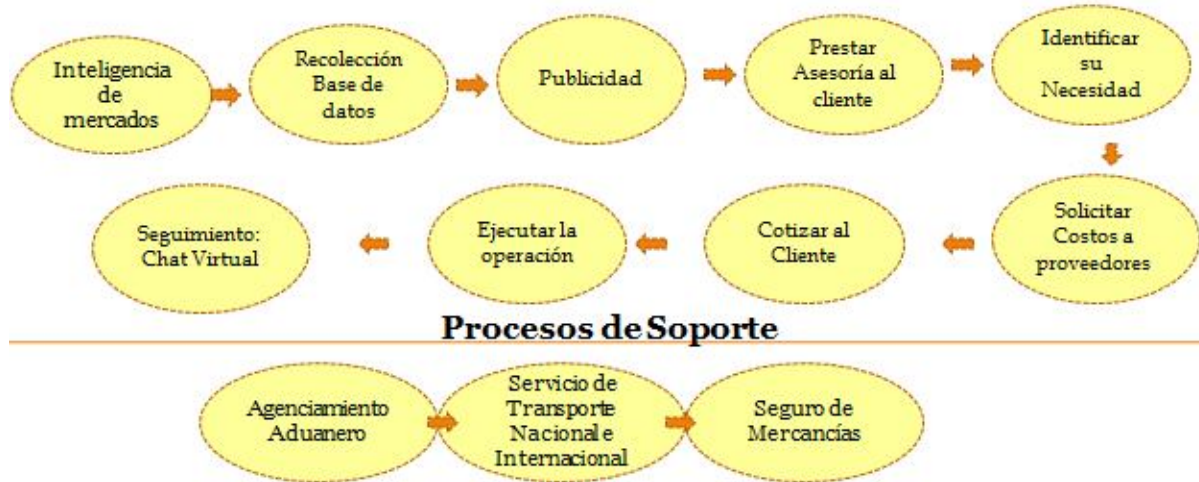 Inteligencia
de
mercados
Recolección
Base de
datos
Publicidad
Prestar
Asesoría al
cliente
Identificar
su
Necesidad
Solicitar
Costos a
proveedores
Cotizar al
Cliente
Ejecutar la
operación
Seguimiento:
Chat Virtual
Procesos de Soporte
Agenciamiento
Aduanero
Servicio de
Transporte
Nacional e
Internacional
Seguro de
Mercancías